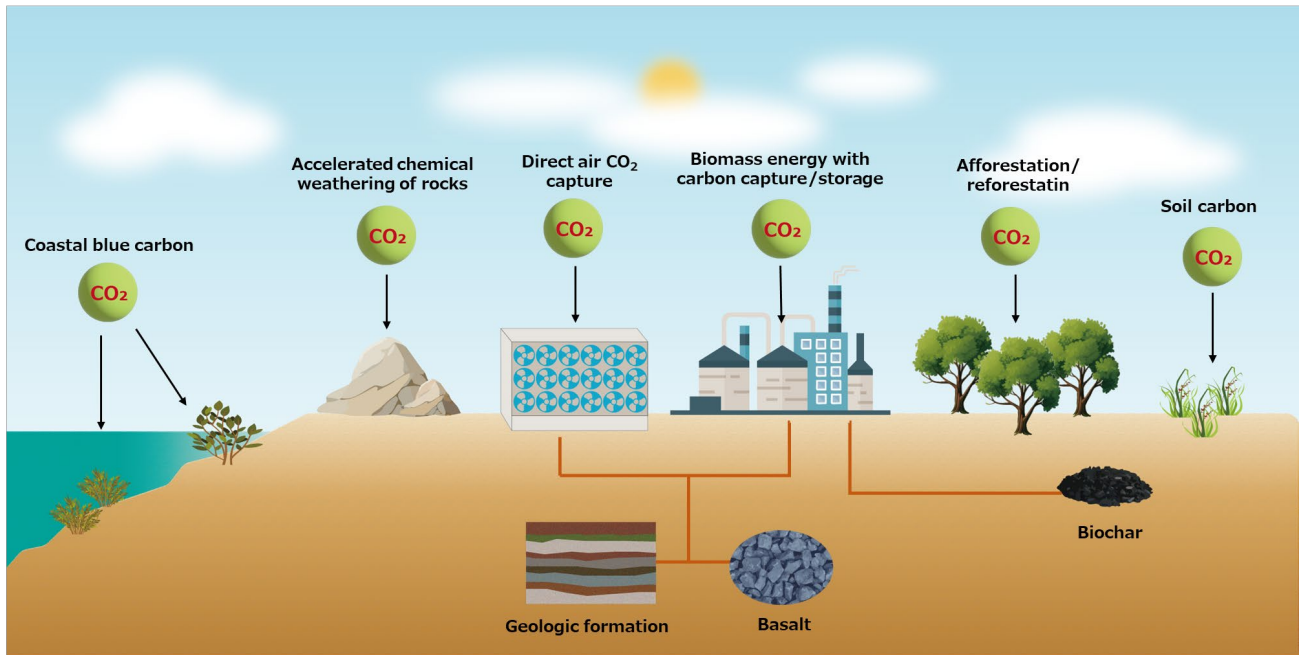 Coastal blue carbon
CO₂
Accelerated chemical
weathering of rocks
CO₂
Direct air CO₂
capture
CO₂
Biomass energy with
carbon capture/storage
CO₂
Afforestation/
reforestatin
CO₂
Soil carbon
CO₂
Geologic formation
Basalt
Biochar